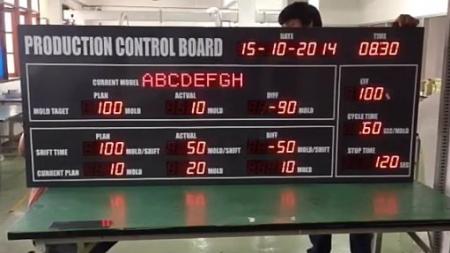 DATE TIME
PRODUCTION CONTROL BOARD 15-10-2014 08:30
CURRENT MODEL ABCDEFGH
PLAN ACTUAL DIFF
MOLD TAGET 100 MOLD 10 MOLD -90 MOLD
EFF
100 %
CYCLE TIME
.60 SEC/MOLD
PLAN ACTUAL DIFF
SHIFT TIME 100 MOLD/SHIFT 50 MOLD/SHIFT -50 MOLD/SHIFT
CURRENT PLAN 10 MOLD 20 MOLD 10 MOLD
STOP TIME
120 SEC